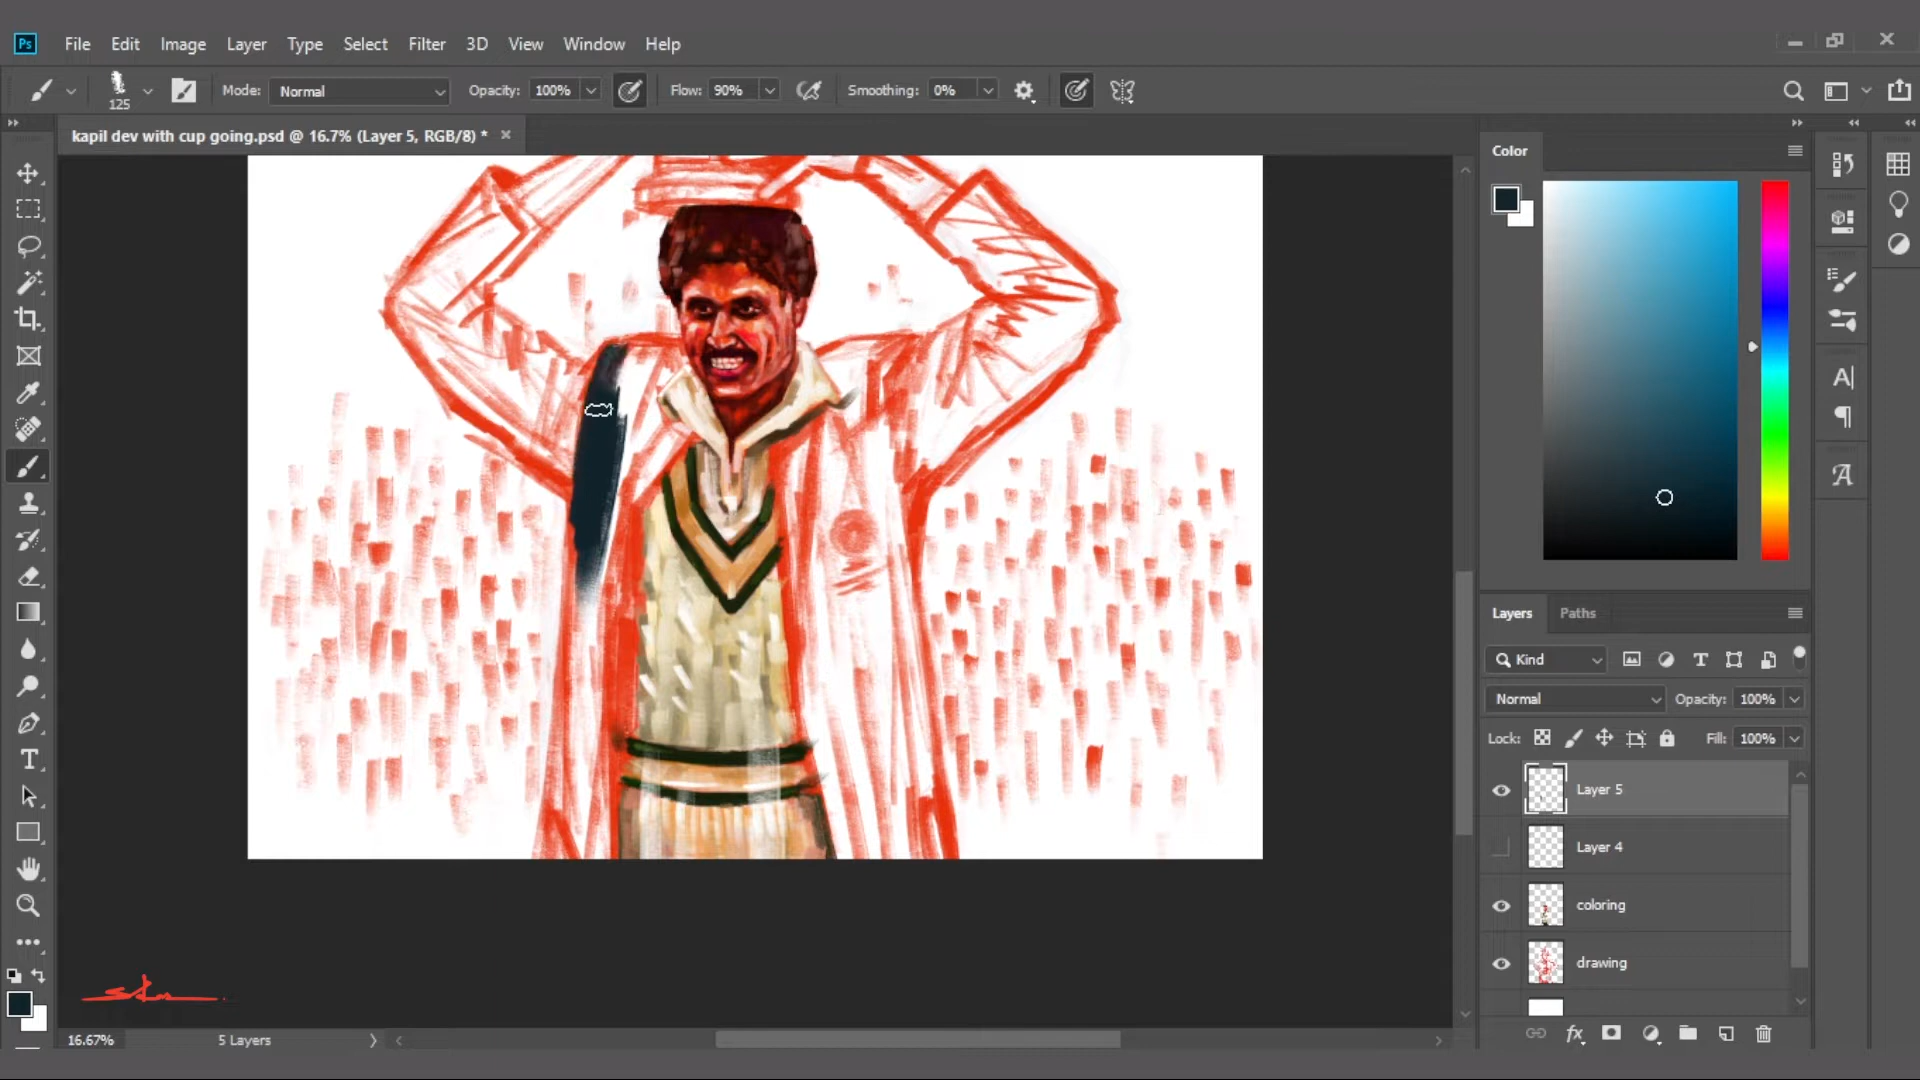 Ps File Edit Image Layer Type Select Filter 3D View Window Help
125 Mode: Normal Opacity: 100% Flow: 90% Smoothing: 0%
kapil dev with cup going.psd @ 16.7% (Layer 5, RGB/8) *
Color
Layers Paths
Kind
Normal Opacity: 100%
Lock: Fill: 100%
Layer 5
Layer 4
coloring
drawing
16.67% 5 Layers